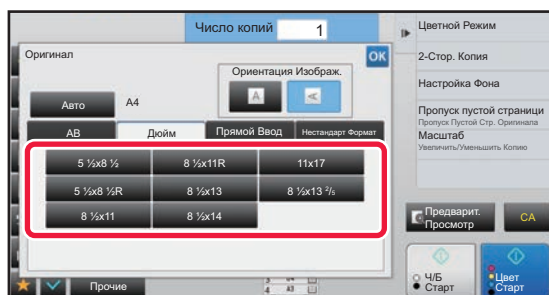 Число копий 1
Оригинал
OK
Ориентация Изображ.
A A
Авто A4
AB Дюйм Прямой Ввод Нестандарт Формат
5 ½x8 ½ 8 ½x11R 11x17
5 ½x8 ½R 8 ½x13 8 ½x13 ²/₅
8 ½x11 8 ½x14
Прочие
Цветной Режим
2-Стор. Копия
Настройка Фона
Пропуск пустой страници
Пропуск Пустой Стр. Оригинала
Масштаб
Увеличить/Уменьшить Копию
Предварит.
Просмотр
CA
Ч/Б
Старт
Цвет
Старт